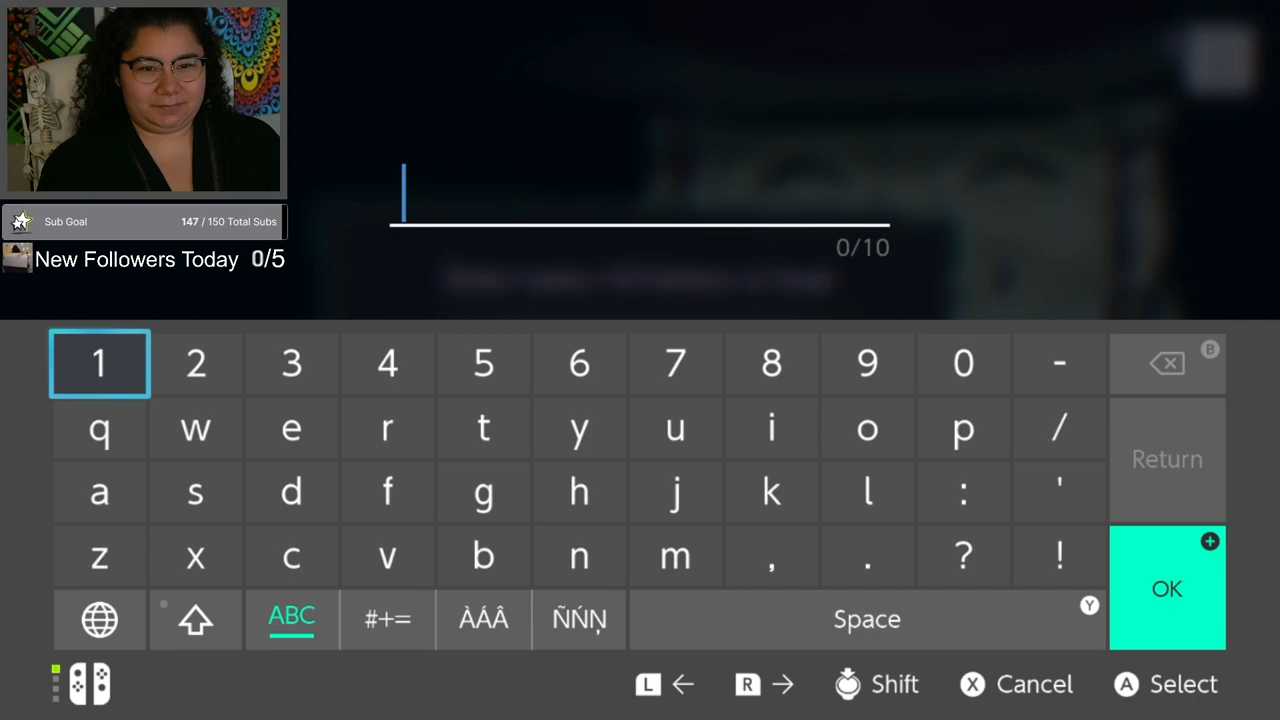 Sub Goal 147 / 150 Total Subs
New Followers Today 0/5
0/10
1 2 3 4 5 6 7 8 9 0 - B
q w e r t y u i o p / Return
a s d f g h j k l : '
z x c v b n m , . ? ! + OK
ABC #+= ÀÁÂ ÑŃŅ Space Y
L ← R → Shift X Cancel A Select